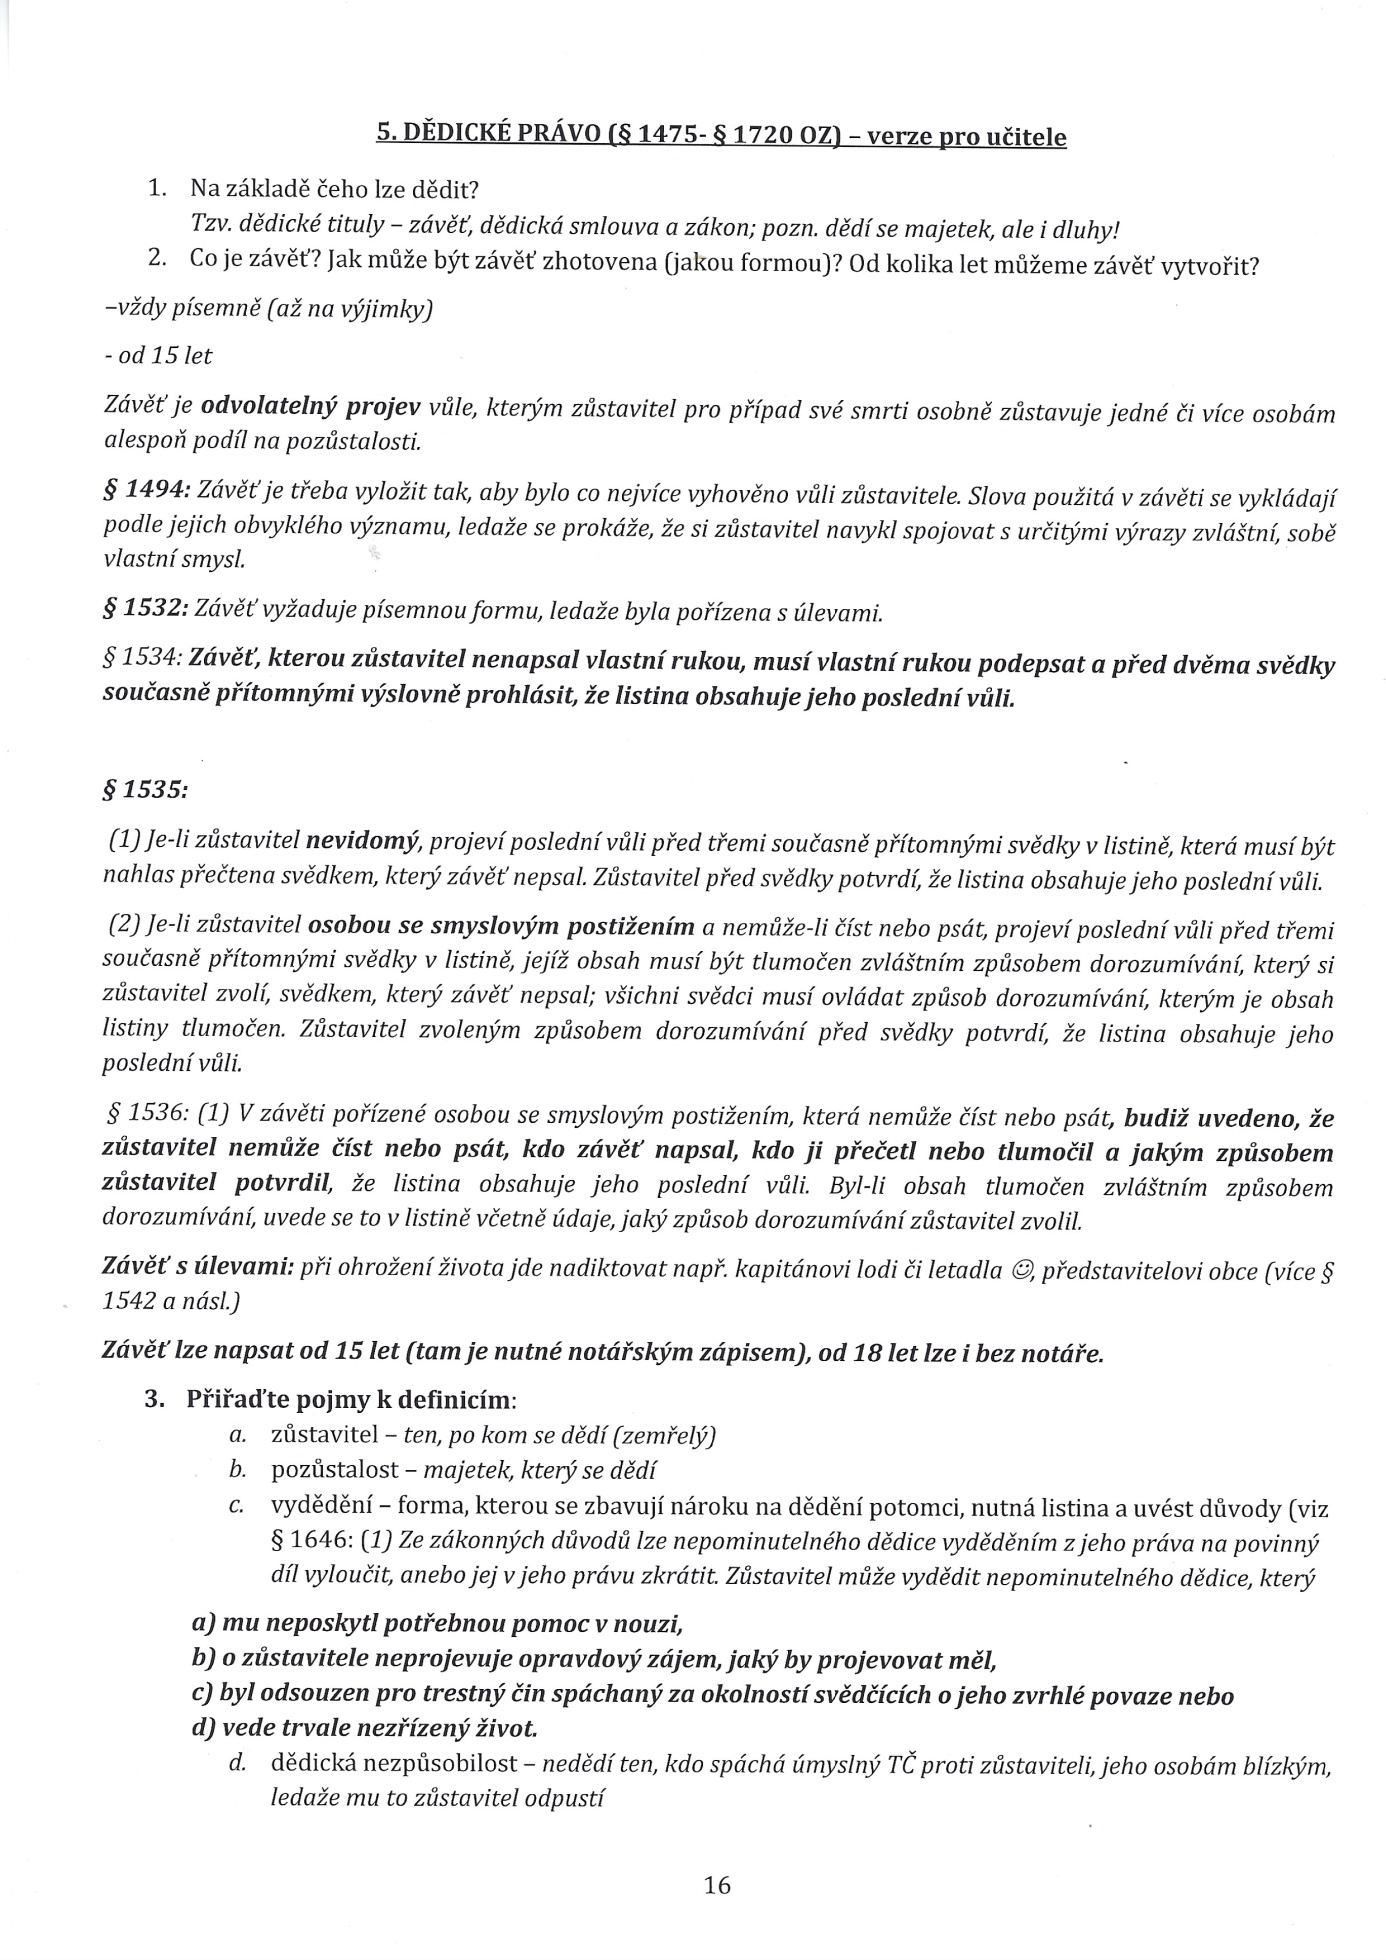 5. DĚDICKÉ PRÁVO (§ 1475- § 1720 OZ) – verze pro učitele
1. Na základě čeho lze dědit?
Tzv. dědické tituly – závěť, dědická smlouva a zákon; pozn. dědí se majetek, ale i dluhy!
2. Co je závěť? Jak může být závěť zhotovena (jakou formou)? Od kolika let můžeme závěť vytvořit?
–vždy písemně (až na výjimky)
- od 15 let
Závěť je odvolatelný projev vůle, kterým zůstavitel pro případ své smrti osobně zůstavuje jedné či více osobám
alespoň podíl na pozůstalosti.
§ 1494: Závěť je třeba vyložit tak, aby bylo co nejvíce vyhověno vůli zůstavitele. Slova použitá v závěti se vykládají
podle jejich obvyklého významu, ledaže se prokáže, že si zůstavitel navykl spojovat s určitými výrazy zvláštní, sobě
vlastní smysl.
§ 1532: Závěť vyžaduje písemnou formu, ledaže byla pořízena s úlevami.
§ 1534: Závěť, kterou zůstavitel nenapsal vlastní rukou, musí vlastní rukou podepsat a před dvěma svědky
současně přítomnými výslovně prohlásit, že listina obsahuje jeho poslední vůli.
§ 1535:
(1) Je-li zůstavitel nevidomý, projeví poslední vůli před třemi současně přítomnými svědky v listině, která musí být
nahlas přečtena svědkem, který závěť nepsal. Zůstavitel před svědky potvrdí, že listina obsahuje jeho poslední vůli.
(2) Je-li zůstavitel osobou se smyslovým postižením a nemůže-li číst nebo psát, projeví poslední vůli před třemi
současně přítomnými svědky v listině, jejíž obsah musí být tlumočen zvláštním způsobem dorozumívání, který si
zůstavitel zvolí, svědkem, který závěť nepsal; všichni svědci musí ovládat způsob dorozumívání, kterým je obsah
listiny tlumočen. Zůstavitel zvoleným způsobem dorozumívání před svědky potvrdí, že listina obsahuje jeho
poslední vůli.
§ 1536: (1) V závěti pořízené osobou se smyslovým postižením, která nemůže číst nebo psát, budiž uvedeno, že
zůstavitel nemůže číst nebo psát, kdo závěť napsal, kdo ji přečetl nebo tlumočil a jakým způsobem
zůstavitel potvrdil, že listina obsahuje jeho poslední vůli. Byl-li obsah tlumočen zvláštním způsobem
dorozumívání, uvede se to v listině včetně údaje, jaký způsob dorozumívání zůstavitel zvolil.
Závěť s úlevami: při ohrožení života jde nadiktovat např. kapitánovi lodi či letadla ☺, představitelovi obce (více §
1542 a násl.)
Závěť lze napsat od 15 let (tam je nutné notářským zápisem), od 18 let lze i bez notáře.
3. Přiřaďte pojmy k definicím:
a. zůstavitel – ten, po kom se dědí (zemřelý)
b. pozůstalost – majetek, který se dědí
c. vydědění – forma, kterou se zbavují nároku na dědění potomci, nutná listina a uvést důvody (viz
§ 1646: (1) Ze zákonných důvodů lze nepominutelného dědice vyděděním z jeho práva na povinný
díl vyloučit, anebo jej v jeho právu zkrátit. Zůstavitel může vydědit nepominutelného dědice, který
a) mu neposkytl potřebnou pomoc v nouzi,
b) o zůstavitele neprojevuje opravdový zájem, jaký by projevovat měl,
c) byl odsouzen pro trestný čin spáchaný za okolností svědčících o jeho zvrhlé povaze nebo
d) vede trvale nezřízený život.
d. dědická nezpůsobilost – nedědí ten, kdo spáchá úmyslný TČ proti zůstaviteli, jeho osobám blízkým,
ledaže mu to zůstavitel odpustí
16